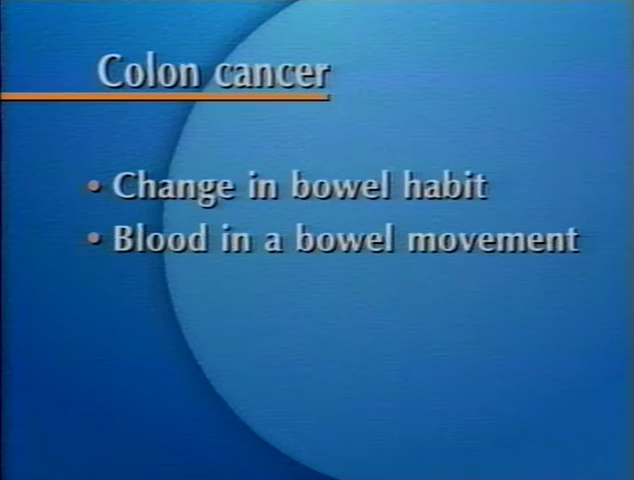 Colon cancer
• Change in bowel habit
• Blood in a bowel movement